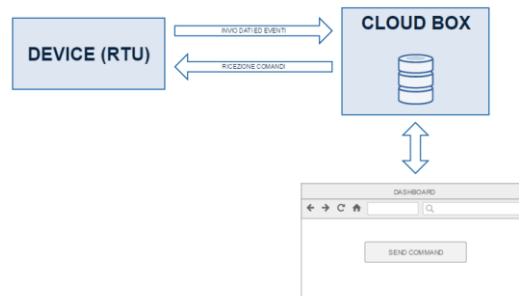 DEVICE (RTU)
INVIO DATI ED EVENTI
RICEZIONE COMANDI
CLOUD BOX
DASHBOARD
SEND COMMAND